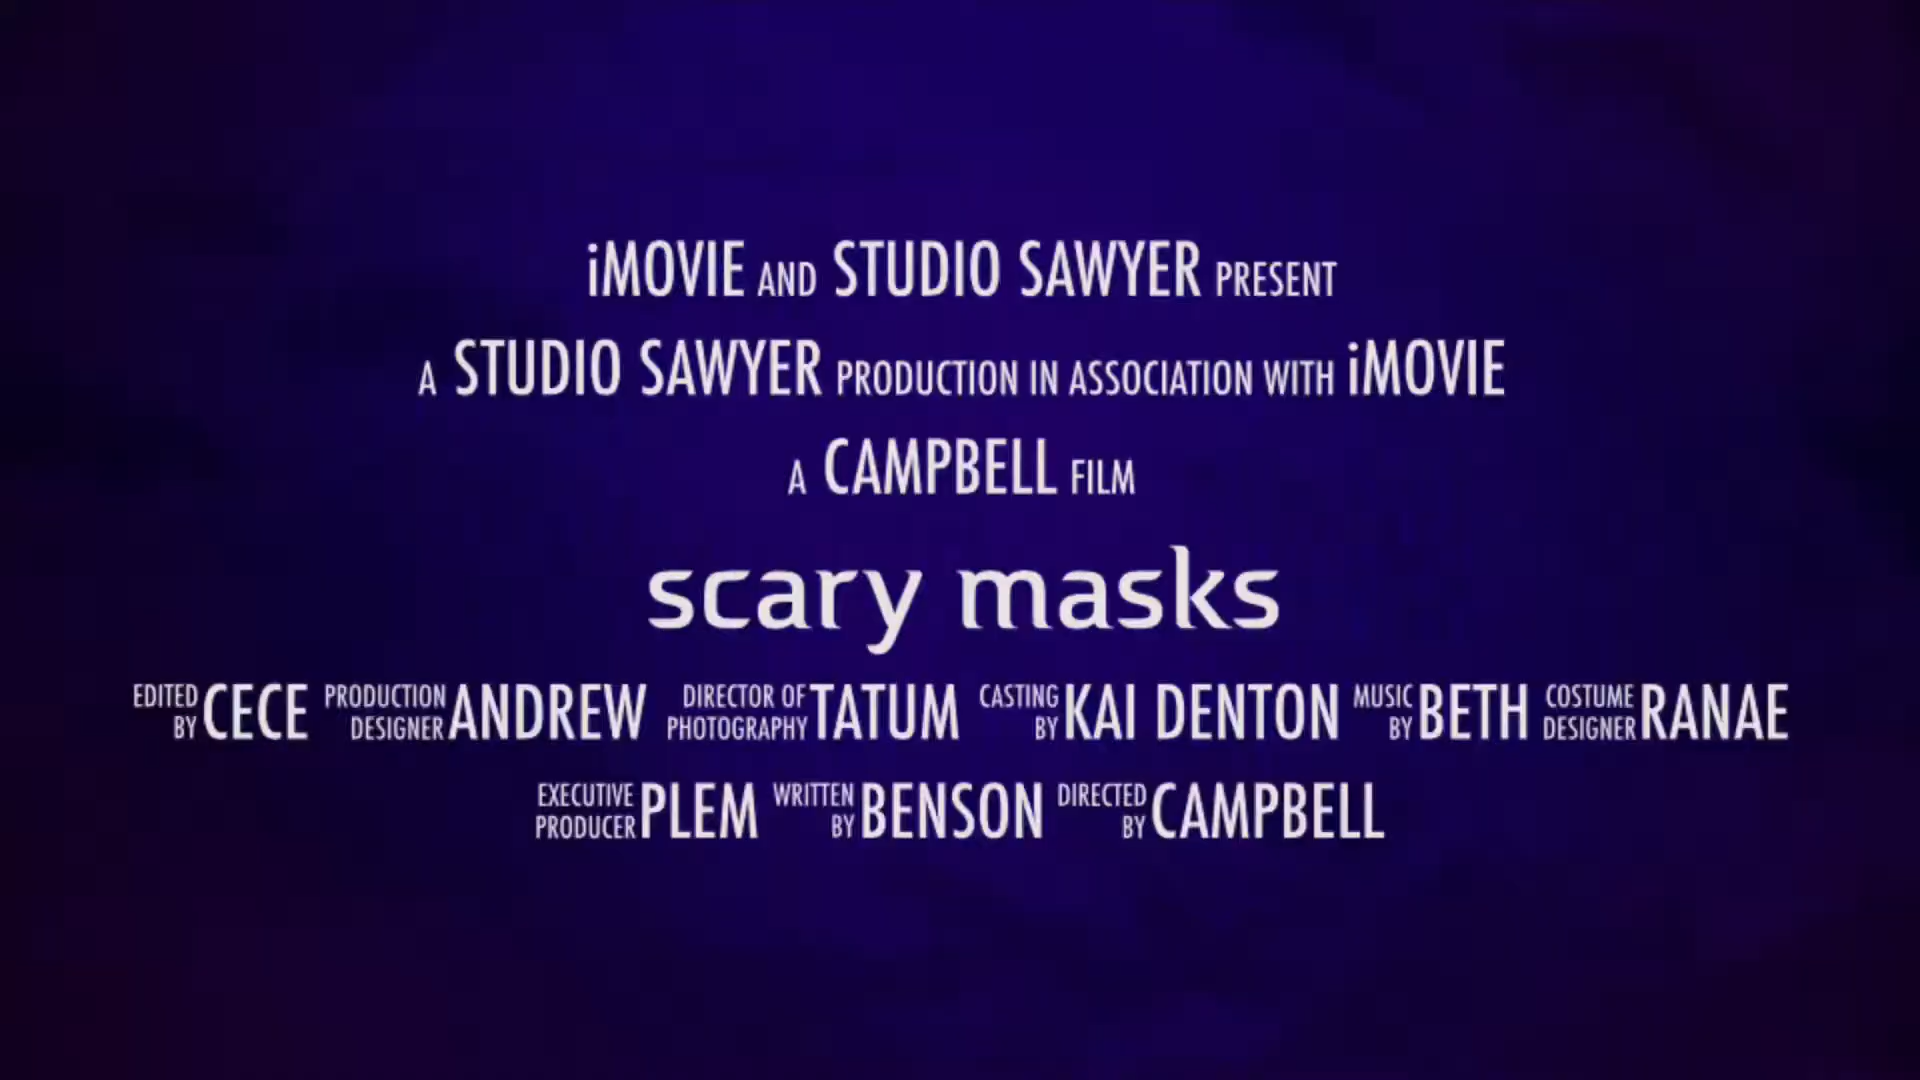 iMOVIE AND STUDIO SAWYER PRESENT
A STUDIO SAWYER PRODUCTION IN ASSOCIATION WITH iMOVIE
A CAMPBELL FILM
scary masks
EDITED BY CECE PRODUCTION DESIGNER ANDREW DIRECTOR OF PHOTOGRAPHY TATUM CASTING BY KAI DENTON MUSIC BY BETH COSTUME DESIGNER RANAE
EXECUTIVE PRODUCER PLEM WRITTEN BY BENSON DIRECTED BY CAMPBELL